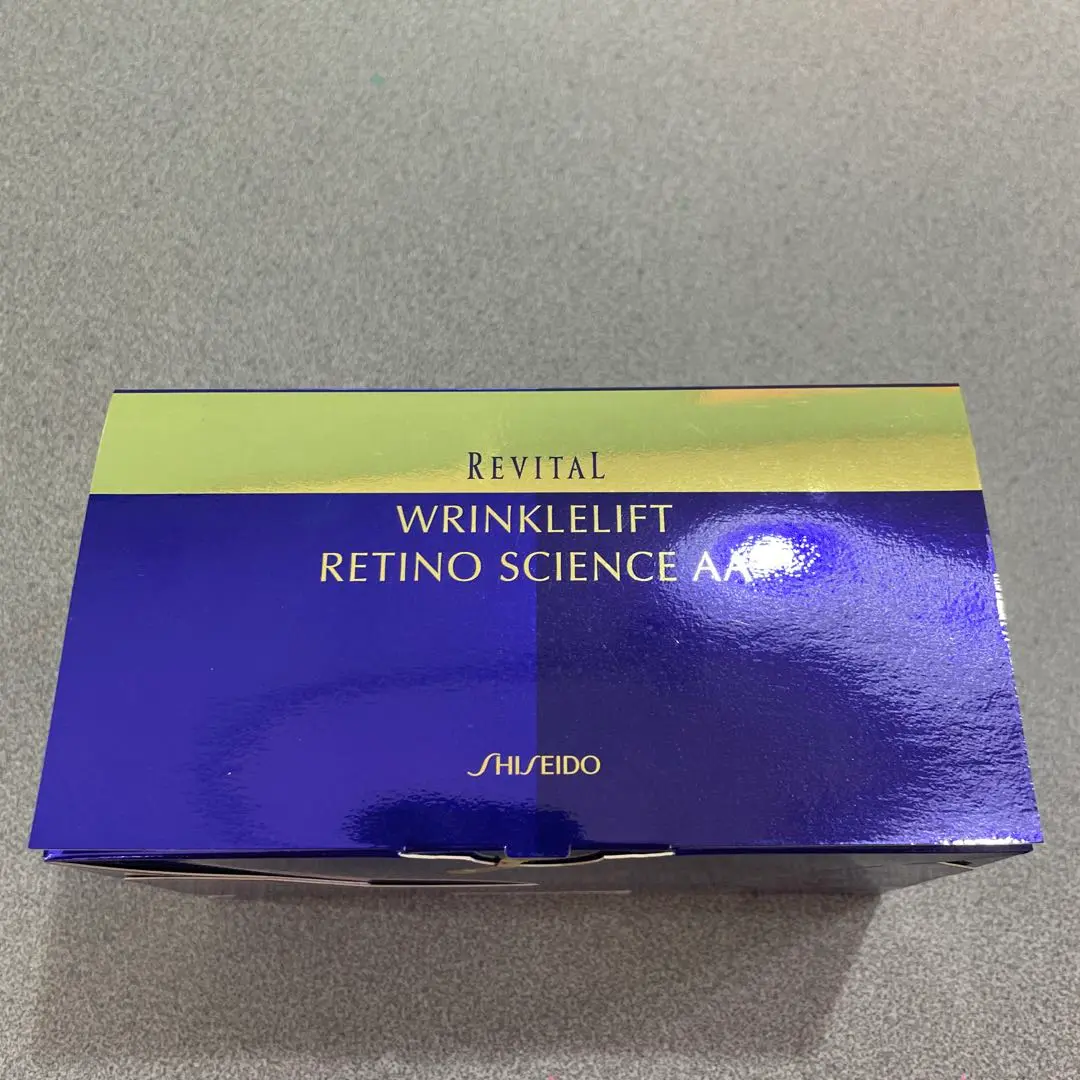 REVITAL
WRINKLELIFT
RETINO SCIENCE AA
SHISEIDO